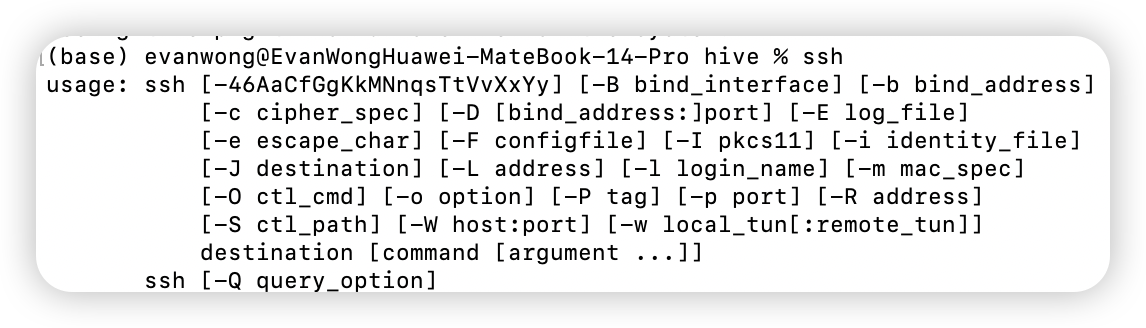 (base) evanwong@EvanWongHuawei-MateBook-14-Pro hive % ssh
usage: ssh [-46AaCfGgKkMNnqsTtVvXxYy] [-B bind_interface] [-b bind_address]
[-c cipher_spec] [-D [bind_address:]port] [-E log_file]
[-e escape_char] [-F configfile] [-I pkcs11] [-i identity_file]
[-J destination] [-L address] [-l login_name] [-m mac_spec]
[-O ctl_cmd] [-o option] [-P tag] [-p port] [-R address]
[-S ctl_path] [-W host:port] [-w local_tun[:remote_tun]]
destination [command [argument ...]]
ssh [-Q query_option]